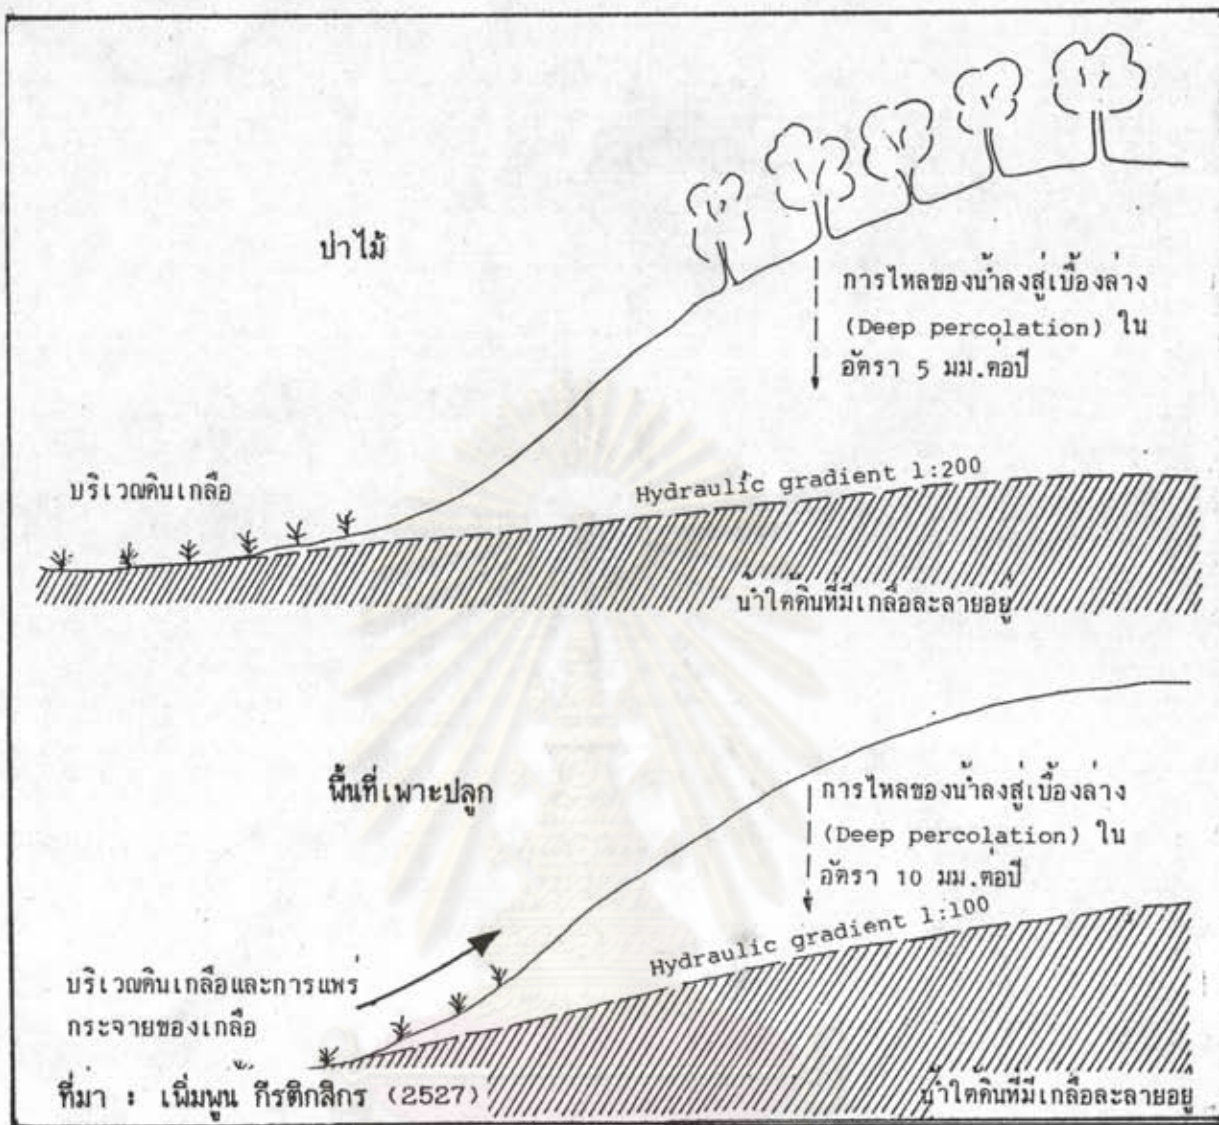 ป่าไม้
การไหลของน้ำลงสู่เบื้องล่าง
(Deep percolation) ใน
อัตรา 5 มม.ต่อปี
บริเวณดินเกลือ
Hydraulic gradient 1:200
น้ำใต้ดินที่มีเกลือละลายอยู่
พื้นที่เพาะปลูก
การไหลของน้ำลงสู่เบื้องล่าง
(Deep percolation) ใน
อัตรา 10 มม.ต่อปี
Hydraulic gradient 1:100
บริเวณดินเกลือและการแพร่
กระจายของเกลือ
ที่มา : เพิ่มพูน กีรติกสิกร (2527)
น้ำใต้ดินที่มีเกลือละลายอยู่